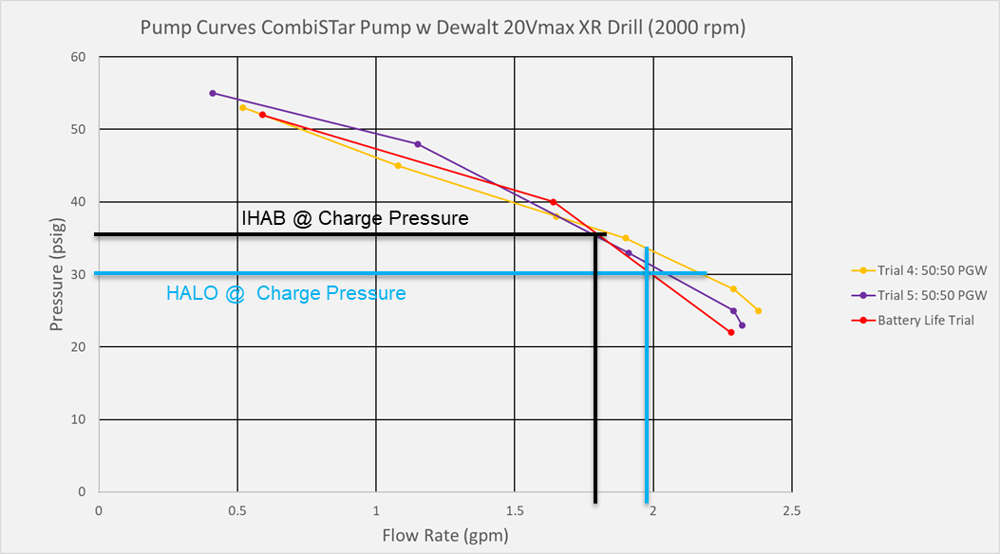 Pump Curves CombiSTar Pump w Dewalt 20Vmax XR Drill (2000 rpm)
60
50
40
30
20
10
0
Pressure (psig)
IHAB @ Charge Pressure
HALO @  Charge Pressure
0
0.5
1
1.5
2
2.5
Flow Rate (gpm)
Trial 4: 50:50 PGW
Trial 5: 50:50 PGW
Battery Life Trial